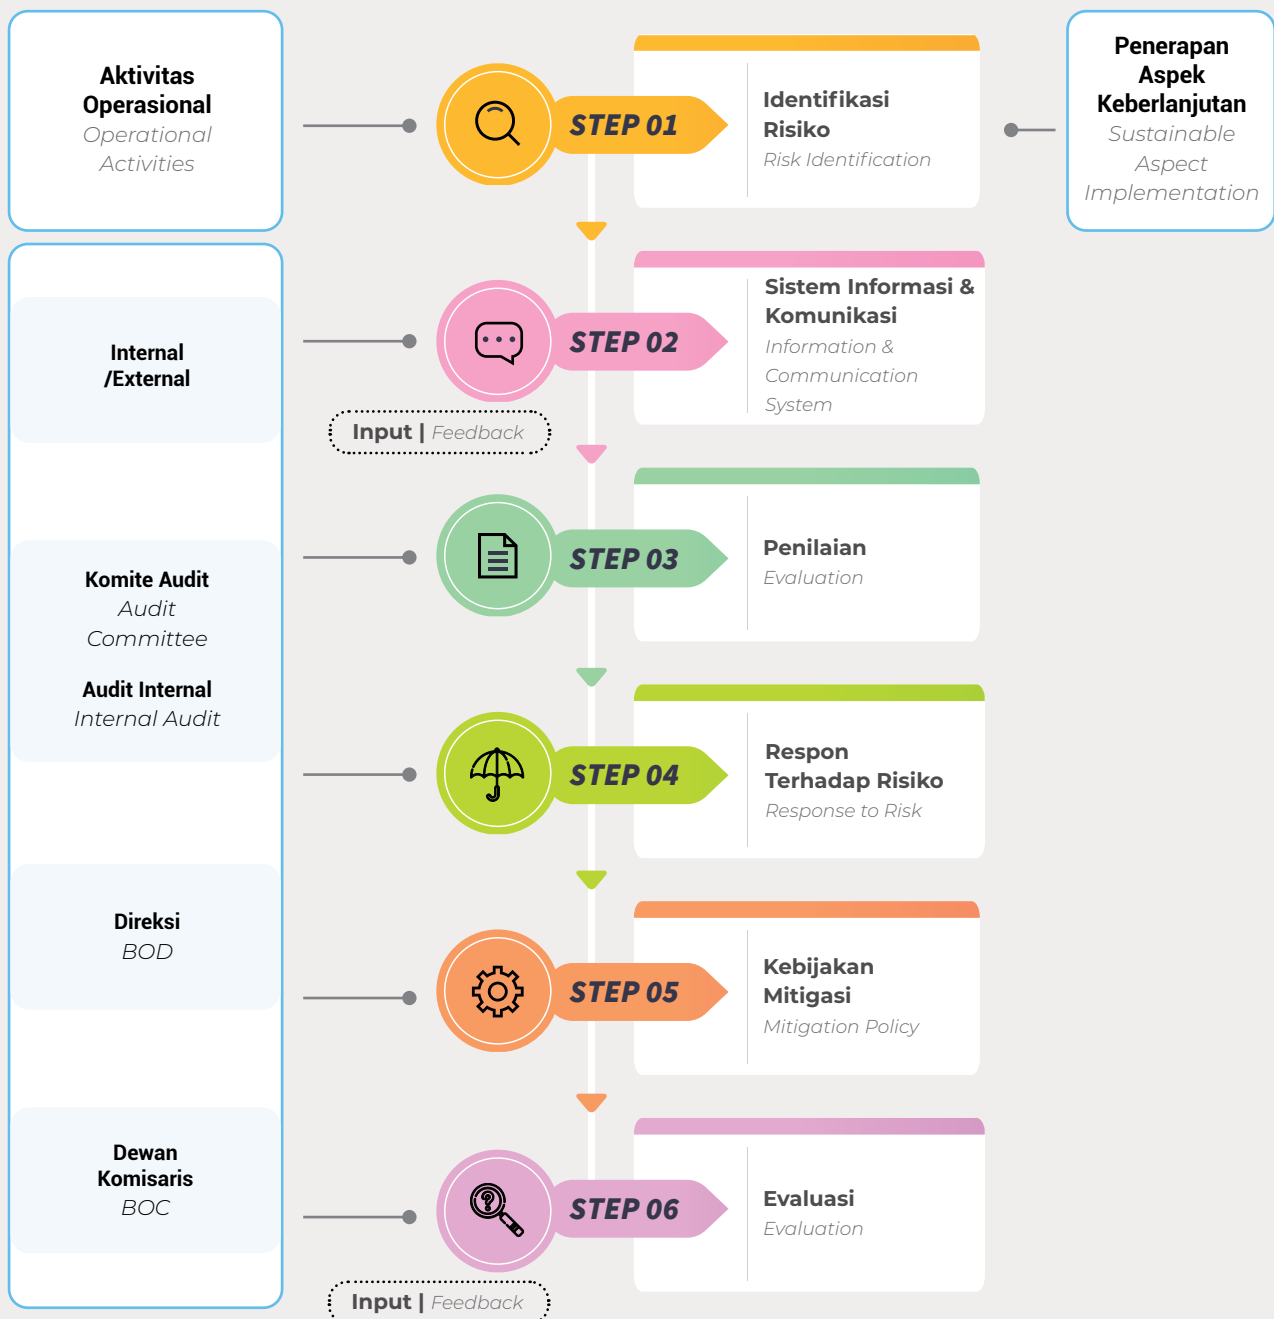 Aktivitas
Operasional
Operational
Activities
STEP 01
Identifikasi
Risiko
Risk Identification
Penerapan
Aspek
Keberlanjutan
Sustainable
Aspect
Implementation
Internal
/External
STEP 02
Sistem Informasi &
Komunikasi
Information &
Communication
System
Input | Feedback
Komite Audit
Audit
Committee
Audit Internal
Internal Audit
STEP 03
Penilaian
Evaluation
STEP 04
Respon
Terhadap Risiko
Response to Risk
Direksi
BOD
STEP 05
Kebijakan
Mitigasi
Mitigation Policy
Dewan
Komisaris
BOC
STEP 06
Evaluasi
Evaluation
Input | Feedback